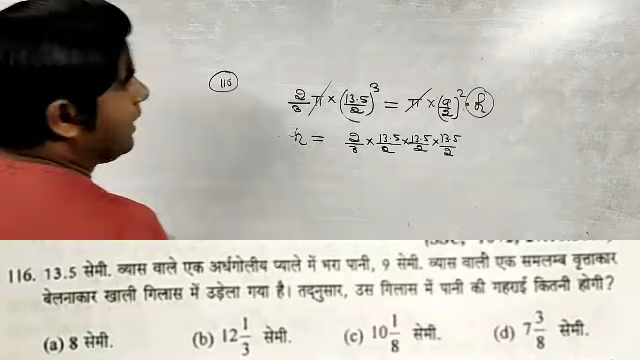 116
2/3 π × (13.5/2)³ = π × (9/2)² · h
h = 2/3 × 13.5/2 × 13.5/2 × 13.5/2
116. 13.5 सेमी. व्यास वाले एक अर्धगोलीय प्याले में भरा पानी, 9 सेमी. व्यास वाली एक समलम्ब वृत्ताकार
बेलनाकार खाली गिलास में उड़ेला गया है। तद्नुसार, उस गिलास में पानी की गहराई कितनी होगी?
(a) 8 सेमी. (b) 12 1/3 सेमी. (c) 10 1/8 सेमी. (d) 7 3/8 सेमी.